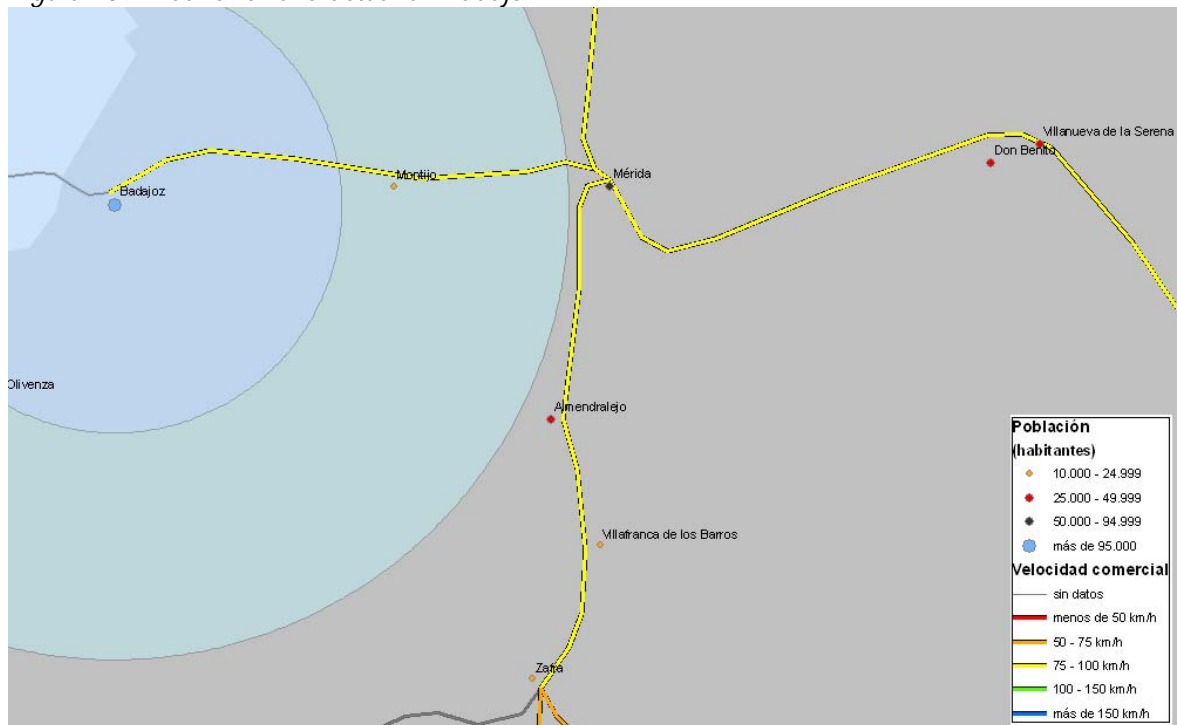 Villanueva de la Serena
Don Benito
Montijo
Mérida
Badajoz
Olivenza
Almendralejo
Villafranca de los Barros
Zafra
Población
(habitantes)
10.000 - 24.999
25.000 - 49.999
50.000 - 94.999
más de 95.000
Velocidad comercial
sin datos
menos de 50 km/h
50 - 75 km/h
75 - 100 km/h
100 - 150 km/h
más de 150 km/h